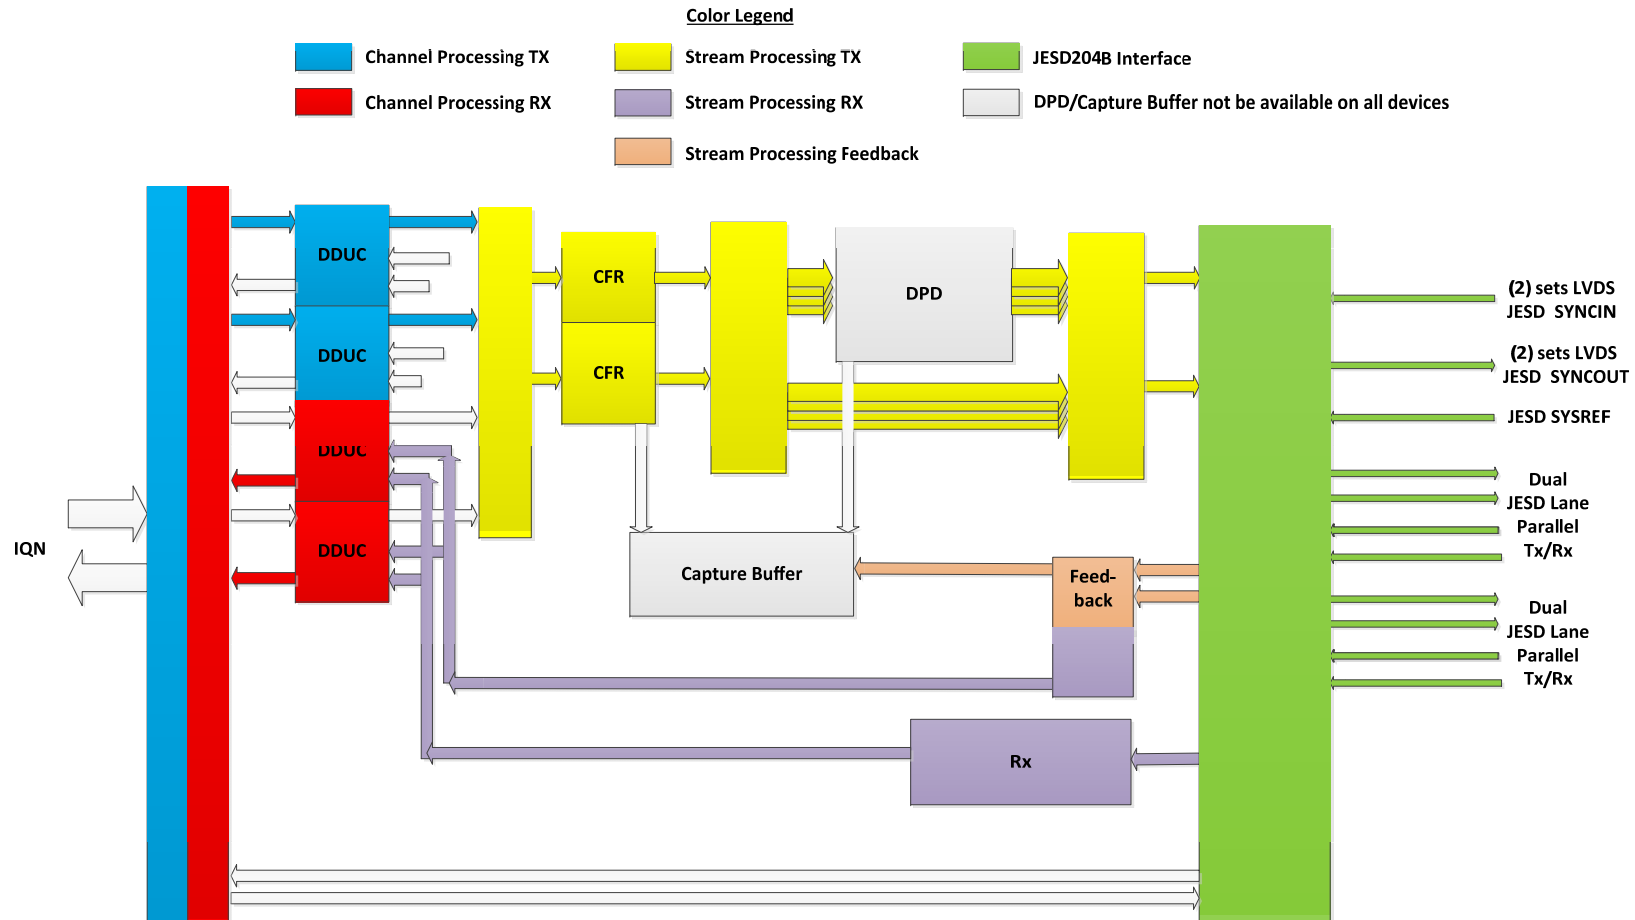 Color Legend
Channel Processing TX
Stream Processing TX
JESD204B Interface
Channel Processing RX
Stream Processing RX
DPD/Capture Buffer not be available on all devices
Stream Processing Feedback
DDUC
DDUC
DDUC
DDUC
CFR
CFR
DPD
Capture Buffer
Feed-
back
Rx
IQN
(2) sets LVDS
JESD SYNCIN
(2) sets LVDS
JESD SYNCOUT
JESD SYSREF
Dual
JESD Lane
Parallel
Tx/Rx
Dual
JESD Lane
Parallel
Tx/Rx